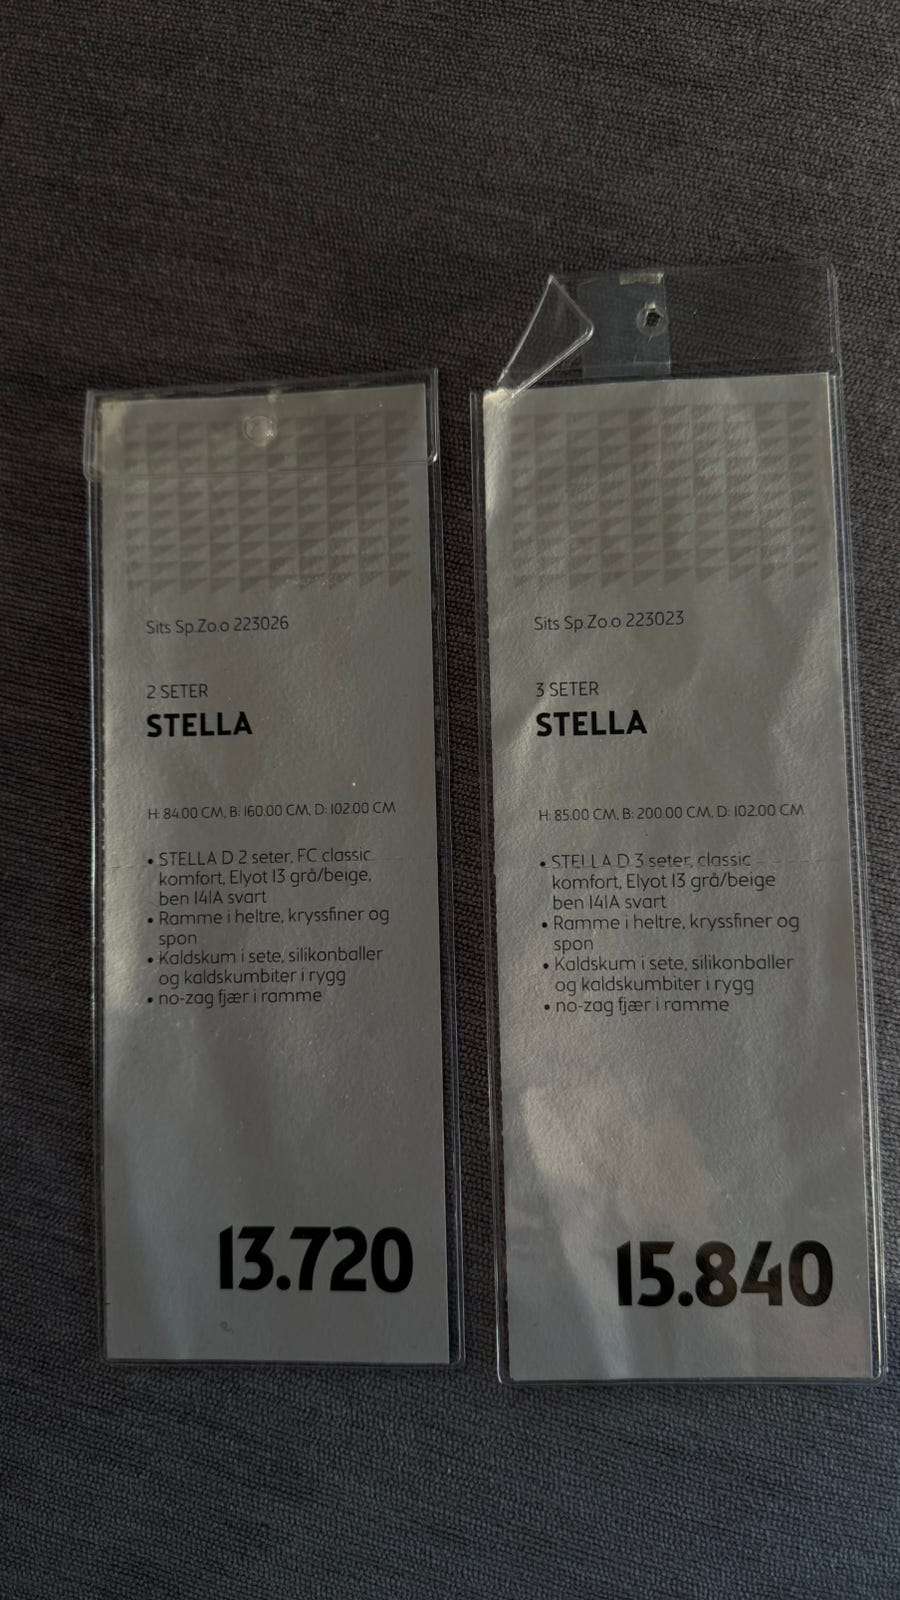 Sits Sp.Zo.o 223026
2 SETER
STELLA
H: 84.00 CM, B: 160.00 CM, D: 102.00 CM
• STELLA D 2 seter, FC classic
komfort, Elyot 13 grå/beige,
ben 141A svart
• Ramme i heltre, kryssfiner og
spon
• Kaldskum i sete, silikonballer
og kaldskumbiter i rygg
• no-zag fjær i ramme
13.720
Sits Sp.Zo.o 223023
3 SETER
STELLA
H: 85.00 CM, B: 200.00 CM, D: 102.00 CM
• STELLA D 3 seter, classic
komfort, Elyot 13 grå/beige
ben 141A svart
• Ramme i heltre, kryssfiner og
spon
• Kaldskum i sete, silikonballer
og kaldskumbiter i rygg
• no-zag fjær i ramme
15.840